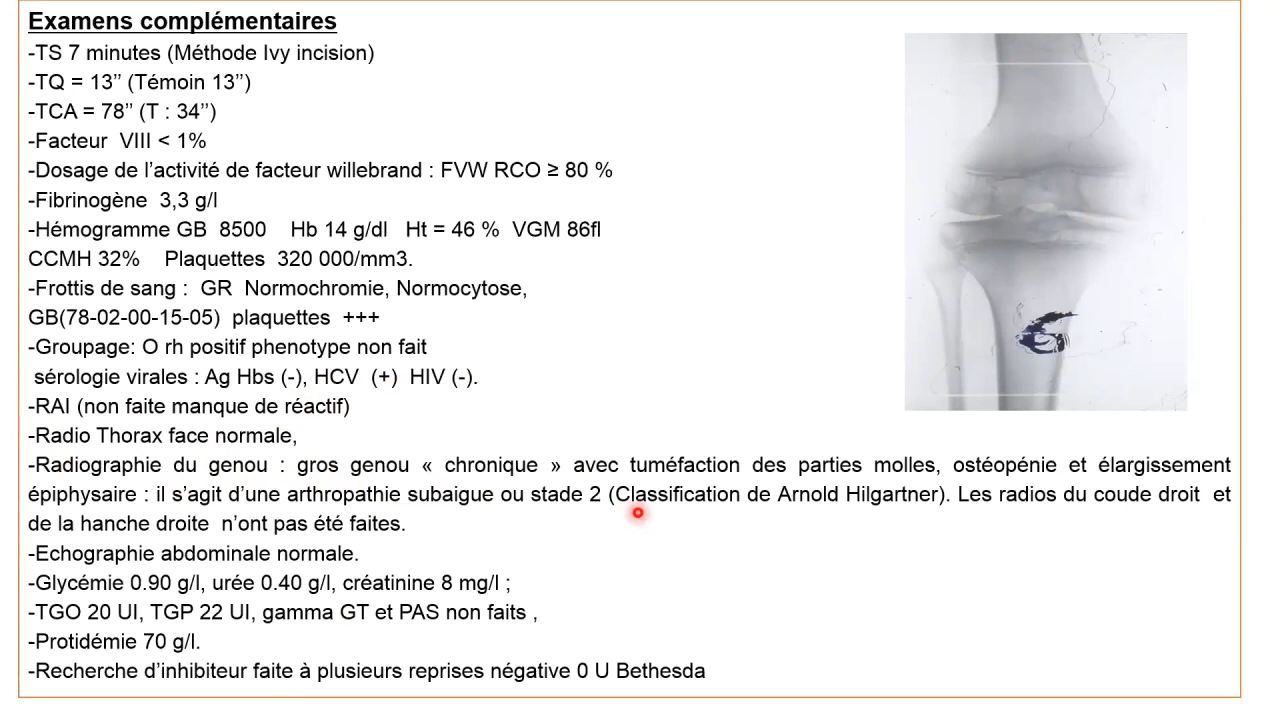 Examens complémentaires
-TS 7 minutes (Méthode Ivy incision)
-TQ = 13’’ (Témoin 13’’)
-TCA = 78’’ (T : 34’’)
-Facteur VIII < 1%
-Dosage de l’activité de facteur willebrand : FVW RCO ≥ 80 %
-Fibrinogène 3,3 g/l
-Hémogramme GB 8500 Hb 14 g/dl Ht = 46 % VGM 86fl
CCMH 32% Plaquettes 320 000/mm3.
-Frottis de sang : GR Normochromie, Normocytose,
GB(78-02-00-15-05) plaquettes +++
-Groupage: O rh positif phenotype non fait
sérologie virales : Ag Hbs (-), HCV (+) HIV (-).
-RAI (non faite manque de réactif)
-Radio Thorax face normale,
-Radiographie du genou : gros genou « chronique » avec tuméfaction des parties molles, ostéopénie et élargissement
épiphysaire : il s’agit d’une arthropathie subaigue ou stade 2 (Classification de Arnold Hilgartner). Les radios du coude droit et
de la hanche droite n’ont pas été faites.
-Echographie abdominale normale.
-Glycémie 0.90 g/l, urée 0.40 g/l, créatinine 8 mg/l ;
-TGO 20 UI, TGP 22 UI, gamma GT et PAS non faits ,
-Protidémie 70 g/l.
-Recherche d’inhibiteur faite à plusieurs reprises négative 0 U Bethesda